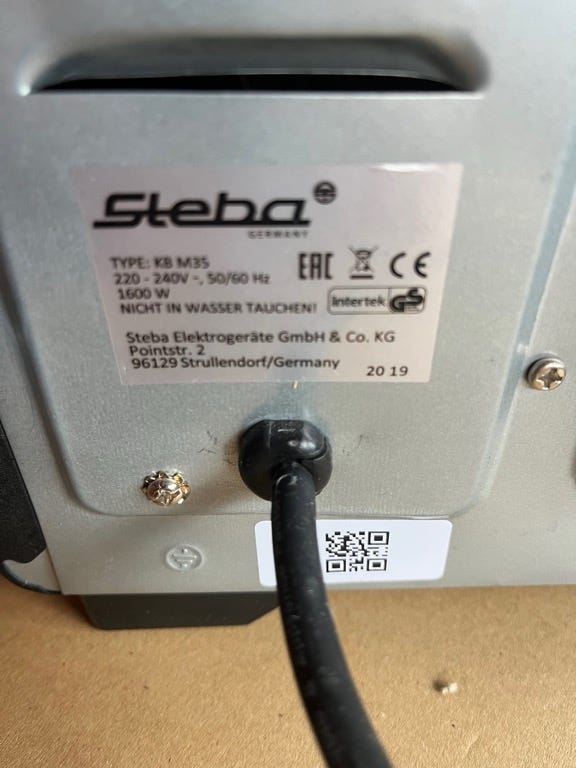 Steba
GERMANY
TYPE: KB M35
220 - 240V ~, 50/60 Hz
1600 W
NICHT IN WASSER TAUCHEN!
EAC CE
Intertek GS
Steba Elektrogeräte GmbH & Co. KG
Pointstr. 2
96129 Strullendorf/Germany
20 19